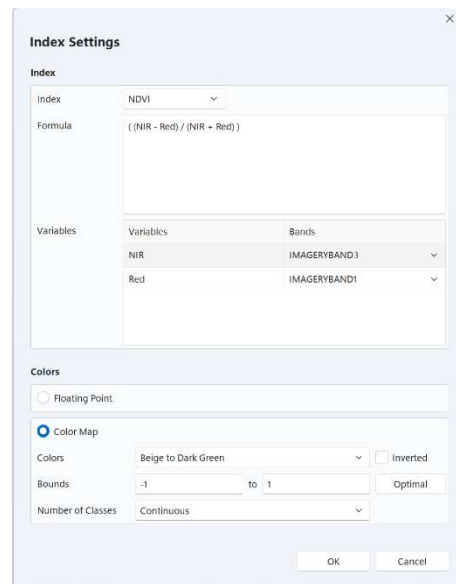 Index Settings
Index
Index NDVI
Formula ( (NIR - Red) / (NIR + Red) )
Variables Variables Bands
NIR IMAGERYBAND3
Red IMAGERYBAND1
Colors
Floating Point
Color Map
Colors Beige to Dark Green Inverted
Bounds -1 to 1 Optimal
Number of Classes Continuous
OK Cancel